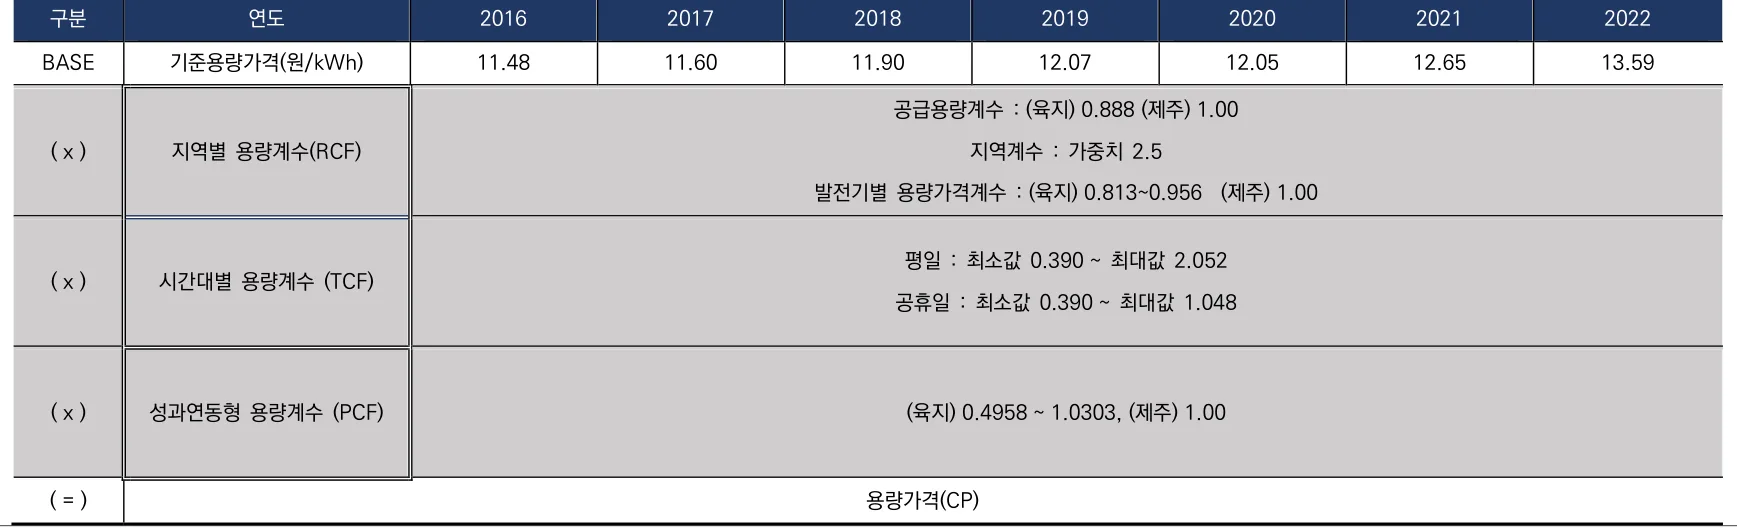 구분 연도 2016 2017 2018 2019 2020 2021 2022
BASE 기준용량가격(원/kWh) 11.48 11.60 11.90 12.07 12.05 12.65 13.59
공급용량계수 : (육지) 0.888 (제주) 1.00
( x ) 지역별 용량계수(RCF) 지역계수 : 가중치 2.5
발전기별 용량가격계수 : (육지) 0.813~0.956 (제주) 1.00
평일 : 최소값 0.390 ~ 최대값 2.052
( x ) 시간대별 용량계수 (TCF)
공휴일 : 최소값 0.390 ~ 최대값 1.048
( x ) 성과연동형 용량계수 (PCF) (육지) 0.4958 ~ 1.0303, (제주) 1.00
( = ) 용량가격(CP)